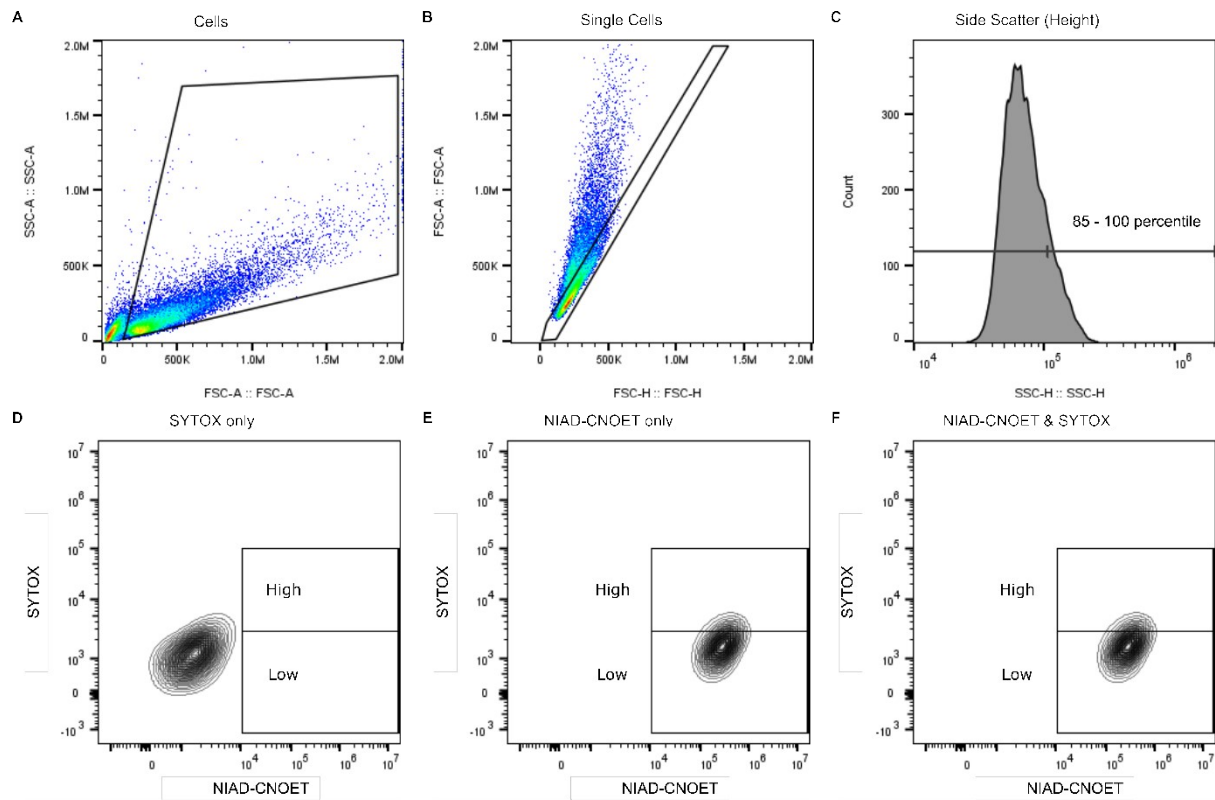 A
Cells
2.0M
1.5M
1.0M
500K
0
SSC-A :: SSC-A
0
500K
1.0M
1.5M
2.0M
FSC-A :: FSC-A
B
Single Cells
2.0M
1.5M
1.0M
500K
0
FSC-A :: FSC-A
0
500K
1.0M
1.5M
2.0M
FSC-H :: FSC-H
C
Side Scatter (Height)
300
200
100
0
Count
85 - 100 percentile
10^4
10^5
10^6
SSC-H :: SSC-H
D
SYTOX only
10^7
10^6
10^5
10^4
10^3
0
-10^3
SYTOX
High
Low
0
10^4
10^5
10^6
10^7
NIAD-CNOET
E
NIAD-CNOET only
10^7
10^6
10^5
10^4
10^3
0
-10^3
SYTOX
High
Low
0
10^4
10^5
10^6
10^7
NIAD-CNOET
F
NIAD-CNOET & SYTOX
10^7
10^6
10^5
10^4
10^3
0
-10^3
SYTOX
High
Low
0
10^4
10^5
10^6
10^7
NIAD-CNOET